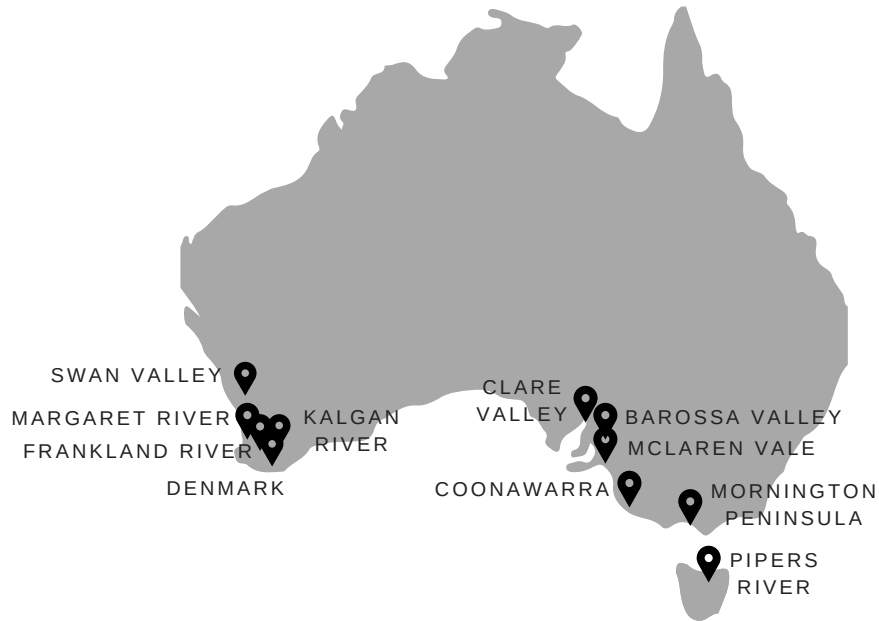 SWAN VALLEY
MARGARET RIVER
FRANKLAND RIVER
KALGAN
RIVER
DENMARK
CLARE
VALLEY
BAROSSA VALLEY
MCLAREN VALE
COONAWARRA
MORNINGTON
PENINSULA
PIPERS
RIVER